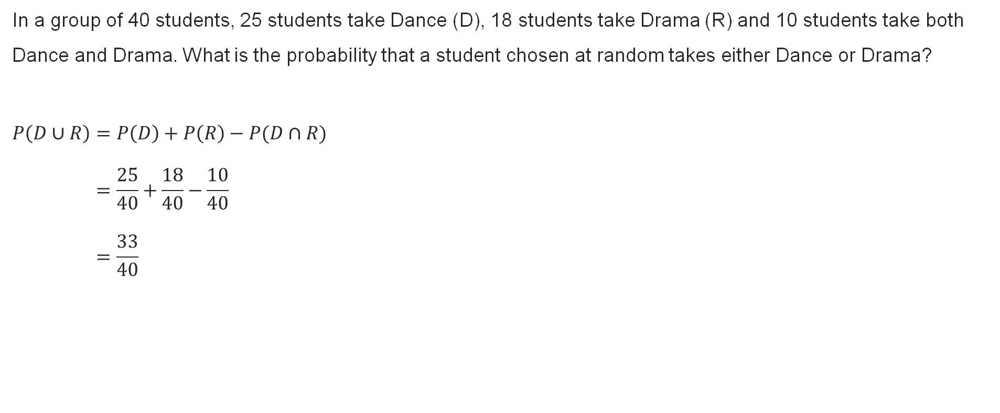 In a group of 40 students, 25 students take Dance (D), 18 students take Drama (R) and 10 students take both
Dance and Drama. What is the probability that a student chosen at random takes either Dance or Drama?
P(D ∪ R) = P(D) + P(R) − P(D ∩ R)
= 25/40 + 18/40 − 10/40
= 33/40